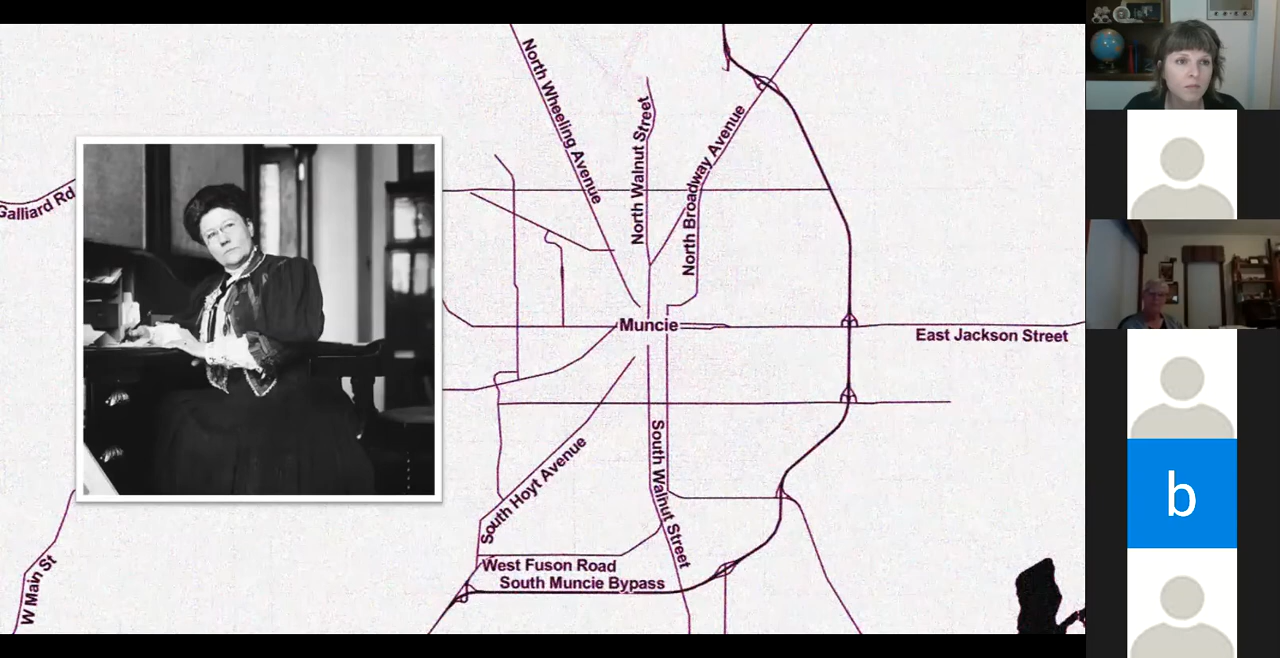 North Wheeling Avenue
North Walnut Street
North Broadway Avenue
Galliard Rd
Muncie
East Jackson Street
South Hoyt Avenue
South Walnut Street
West Fuson Road
South Muncie Bypass
W Main St
b